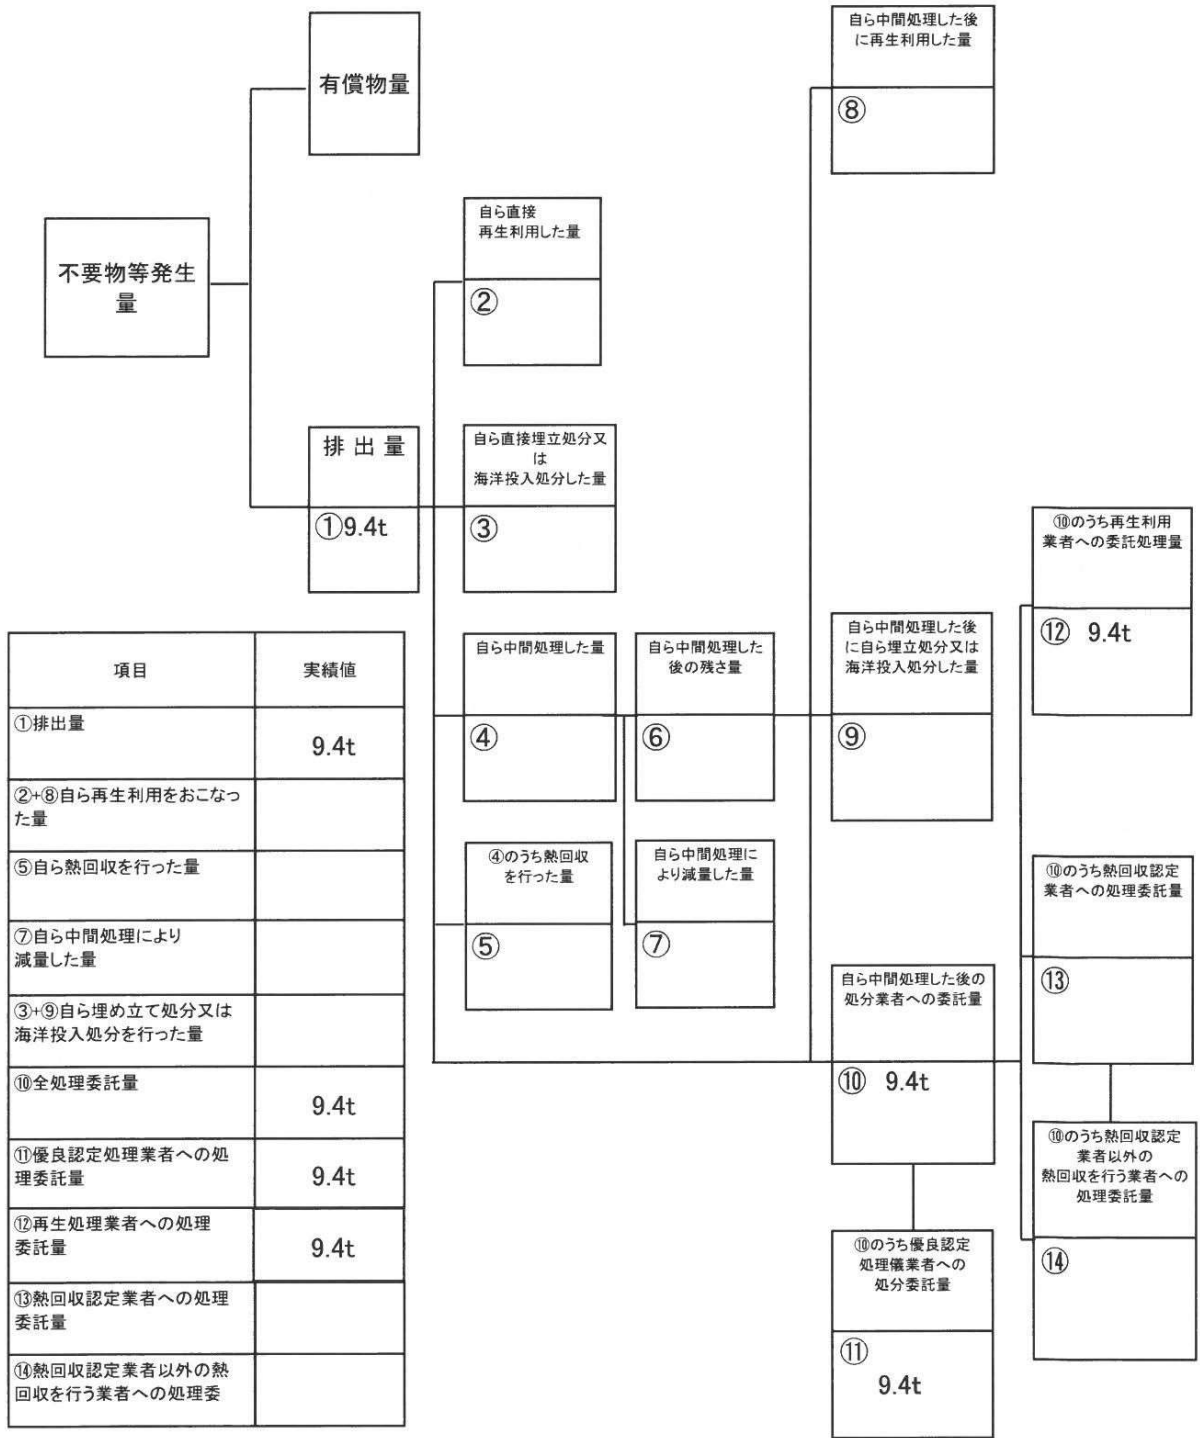 有償物量
不要物等発生
量
排 出 量
①9.4t
自ら直接
再生利用した量
②
自ら直接埋立処分又
は
海洋投入処分した量
③
自ら中間処理した量
④
④のうち熱回収
を行った量
⑤
自ら中間処理した
後の残さ量
⑥
自ら中間処理に
より減量した量
⑦
自ら中間処理した後
に再生利用した量
⑧
自ら中間処理した後
に自ら埋立処分又は
海洋投入処分した量
⑨
自ら中間処理した後の
処分業者への委託量
⑩ 9.4t
⑩のうち優良認定
処理儀業者への
処分委託量
⑪
9.4t
⑩のうち再生利用
業者への委託処理量
⑫ 9.4t
⑩のうち熱回収認定
業者への処理委託量
⑬
⑩のうち熱回収認定
業者以外の
熱回収を行う業者への
処理委託量
⑭
項目 実績値
①排出量
9.4t
②+⑧自ら再生利用をおこなっ
た量
⑤自ら熱回収を行った量
⑦自ら中間処理により
減量した量
③+⑨自ら埋め立て処分又は
海洋投入処分を行った量
⑩全処理委託量
9.4t
⑪優良認定処理業者への処
理委託量
9.4t
⑫再生処理業者への処理
委託量
9.4t
⑬熱回収認定業者への処理
委託量
⑭熱回収認定業者以外の熱
回収を行う業者への処理委